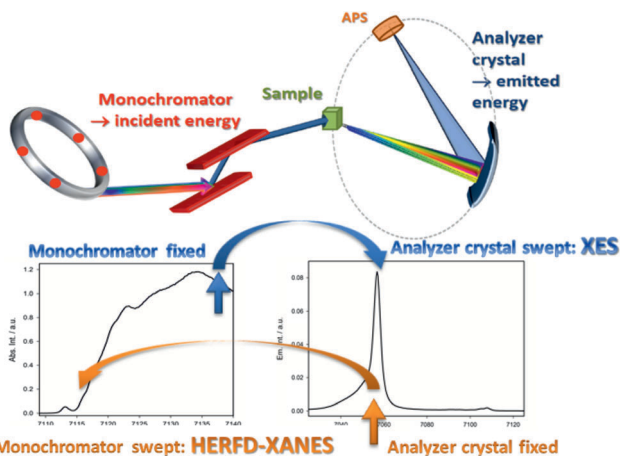 APS
Analyzer
crystal
→ emitted
energy
Sample
Monochromator
→ incident energy
Monochromator fixed
Analyzer crystal swept: XES
Abs. Int. / a.u.
1.2
1.0
0.8
0.6
0.4
0.2
0.0
7110 7115 7120 7125 7130 7135 7140
Em. Int. / a.u.
0.08
0.06
0.04
0.02
0.00
7040 7060 7080 7100 7120
Monochromator swept: HERFD-XANES
Analyzer crystal fixed